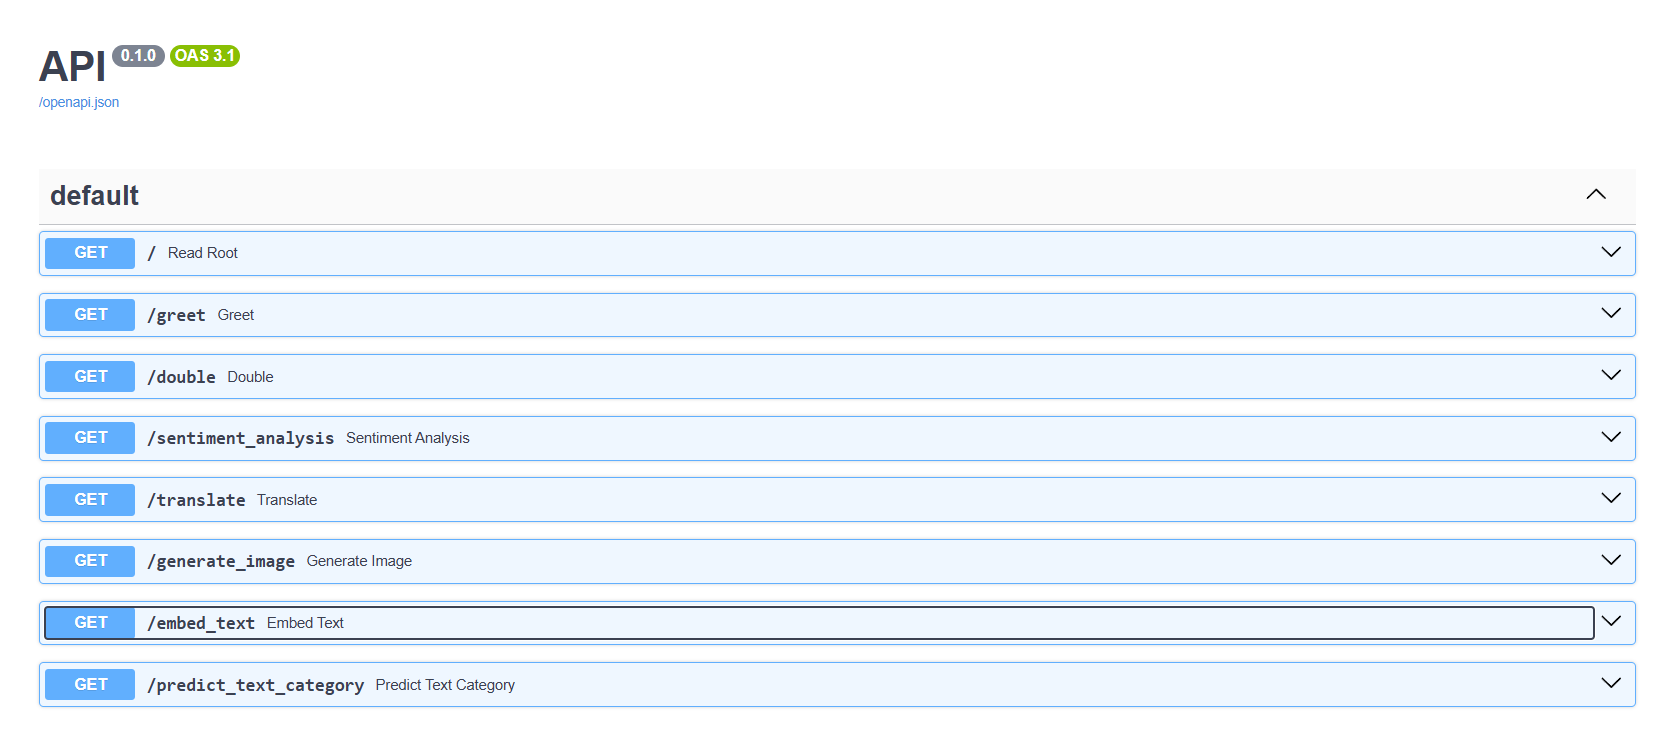 API 0.1.0 OAS 3.1
/openapi.json
default
GET / Read Root
GET /greet Greet
GET /double Double
GET /sentiment_analysis Sentiment Analysis
GET /translate Translate
GET /generate_image Generate Image
GET /embed_text Embed Text
GET /predict_text_category Predict Text Category